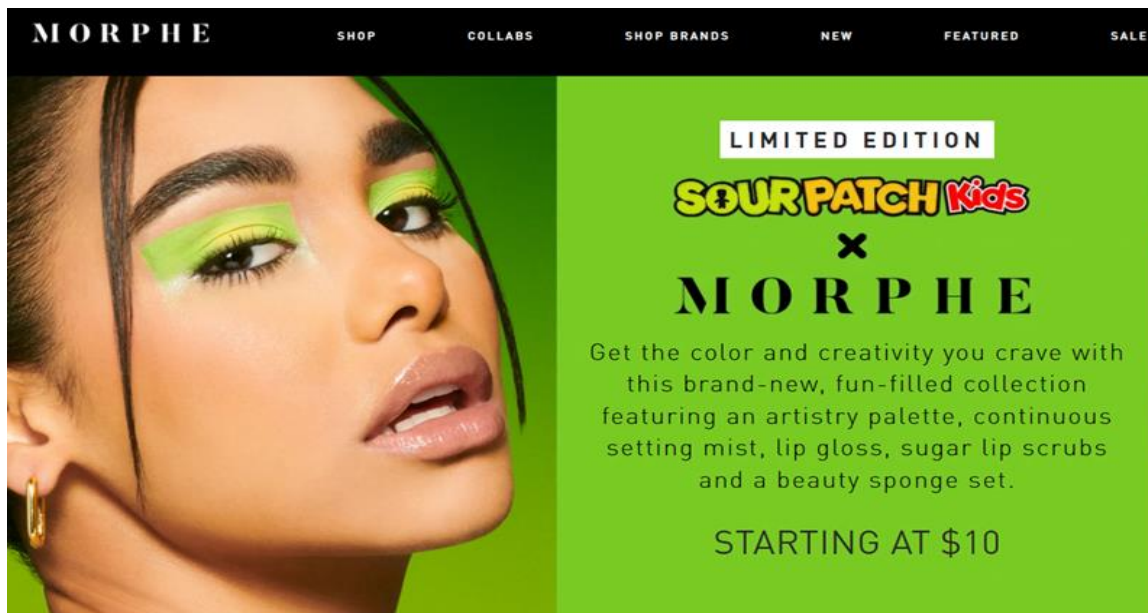 MORPHE
SHOP COLLABS SHOP BRANDS NEW FEATURED SALE
LIMITED EDITION
SOUR PATCH Kids
×
MORPHE
Get the color and creativity you crave with
this brand-new, fun-filled collection
featuring an artistry palette, continuous
setting mist, lip gloss, sugar lip scrubs
and a beauty sponge set.
STARTING AT $10